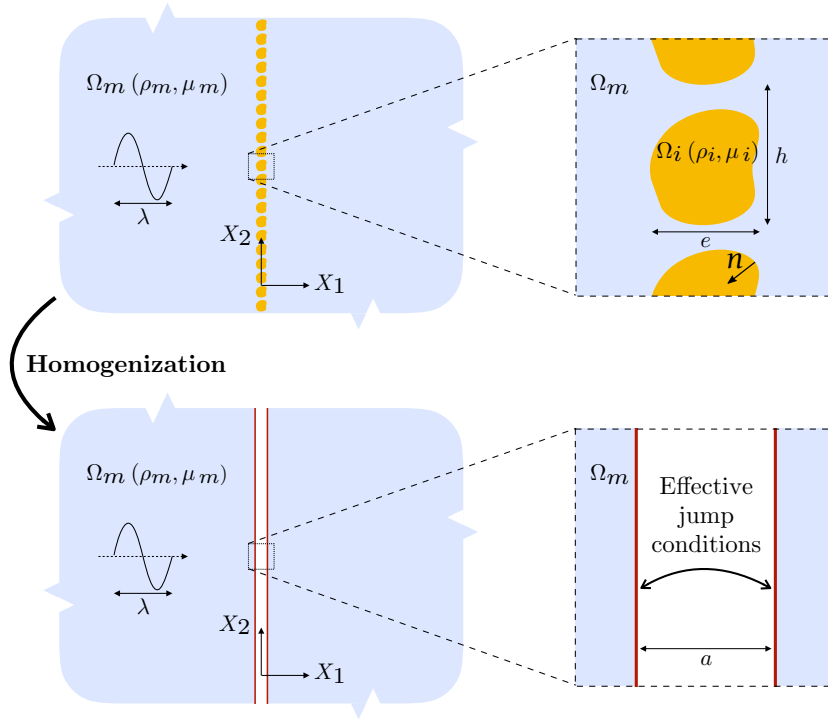 Ωm (ρm, μm)
λ
X2
X1
Ωm
Ωi (ρi, μi)
h
e
n
Homogenization
Ωm (ρm, μm)
λ
X2
X1
Ωm
Effective
jump
conditions
a